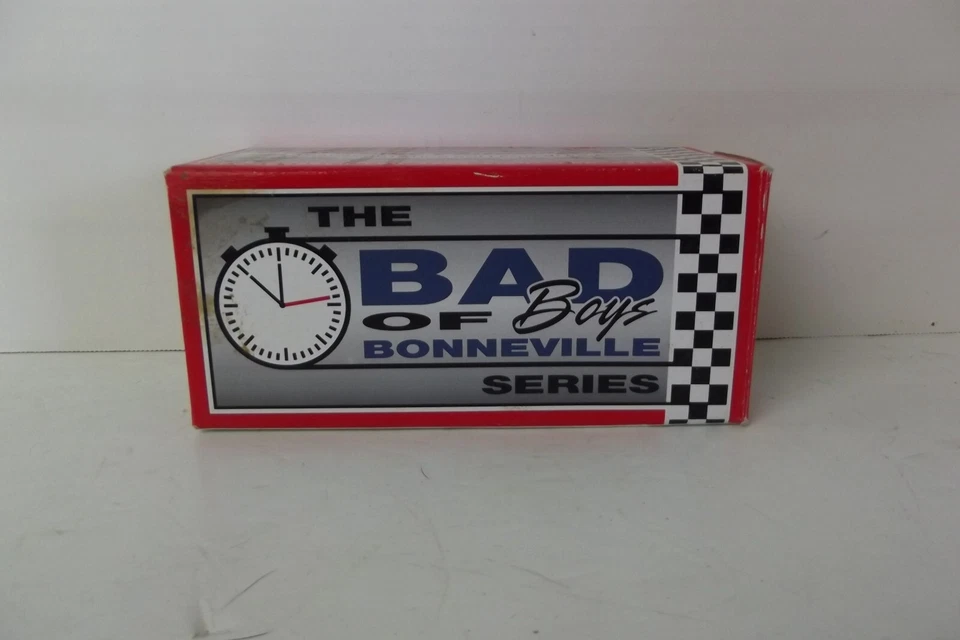 THE
BAD
Boys
OF
BONNEVILLE
SERIES